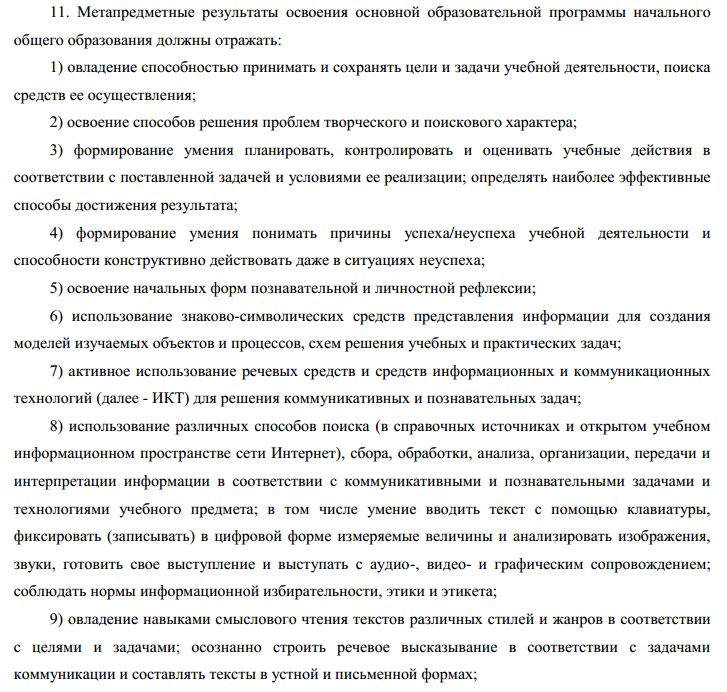 11. Метапредметные результаты освоения основной образовательной программы начального
общего образования должны отражать:
1) овладение способностью принимать и сохранять цели и задачи учебной деятельности, поиска
средств ее осуществления;
2) освоение способов решения проблем творческого и поискового характера;
3) формирование умения планировать, контролировать и оценивать учебные действия в
соответствии с поставленной задачей и условиями ее реализации; определять наиболее эффективные
способы достижения результата;
4) формирование умения понимать причины успеха/неуспеха учебной деятельности и
способности конструктивно действовать даже в ситуациях неуспеха;
5) освоение начальных форм познавательной и личностной рефлексии;
6) использование знаково-символических средств представления информации для создания
моделей изучаемых объектов и процессов, схем решения учебных и практических задач;
7) активное использование речевых средств и средств информационных и коммуникационных
технологий (далее - ИКТ) для решения коммуникативных и познавательных задач;
8) использование различных способов поиска (в справочных источниках и открытом учебном
информационном пространстве сети Интернет), сбора, обработки, анализа, организации, передачи и
интерпретации информации в соответствии с коммуникативными и познавательными задачами и
технологиями учебного предмета; в том числе умение вводить текст с помощью клавиатуры,
фиксировать (записывать) в цифровой форме измеряемые величины и анализировать изображения,
звуки, готовить свое выступление и выступать с аудио-, видео- и графическим сопровождением;
соблюдать нормы информационной избирательности, этики и этикета;
9) овладение навыками смыслового чтения текстов различных стилей и жанров в соответствии
с целями и задачами; осознанно строить речевое высказывание в соответствии с задачами
коммуникации и составлять тексты в устной и письменной формах;